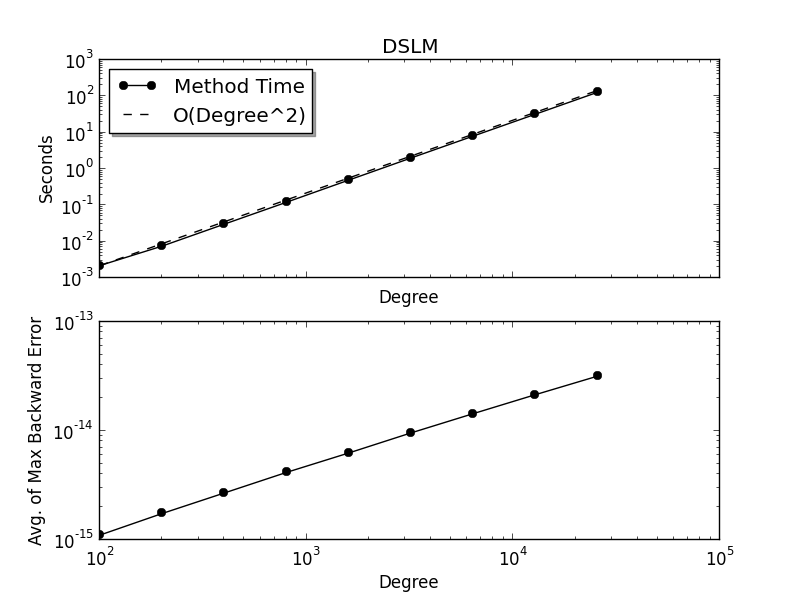 DSLM
10^3
10^2
10^1
10^0
10^-1
10^-2
10^-3
Seconds
Method Time
O(Degree^2)
Degree
10^-13
10^-14
10^-15
Avg. of Max Backward Error
10^2 10^3 10^4 10^5
Degree